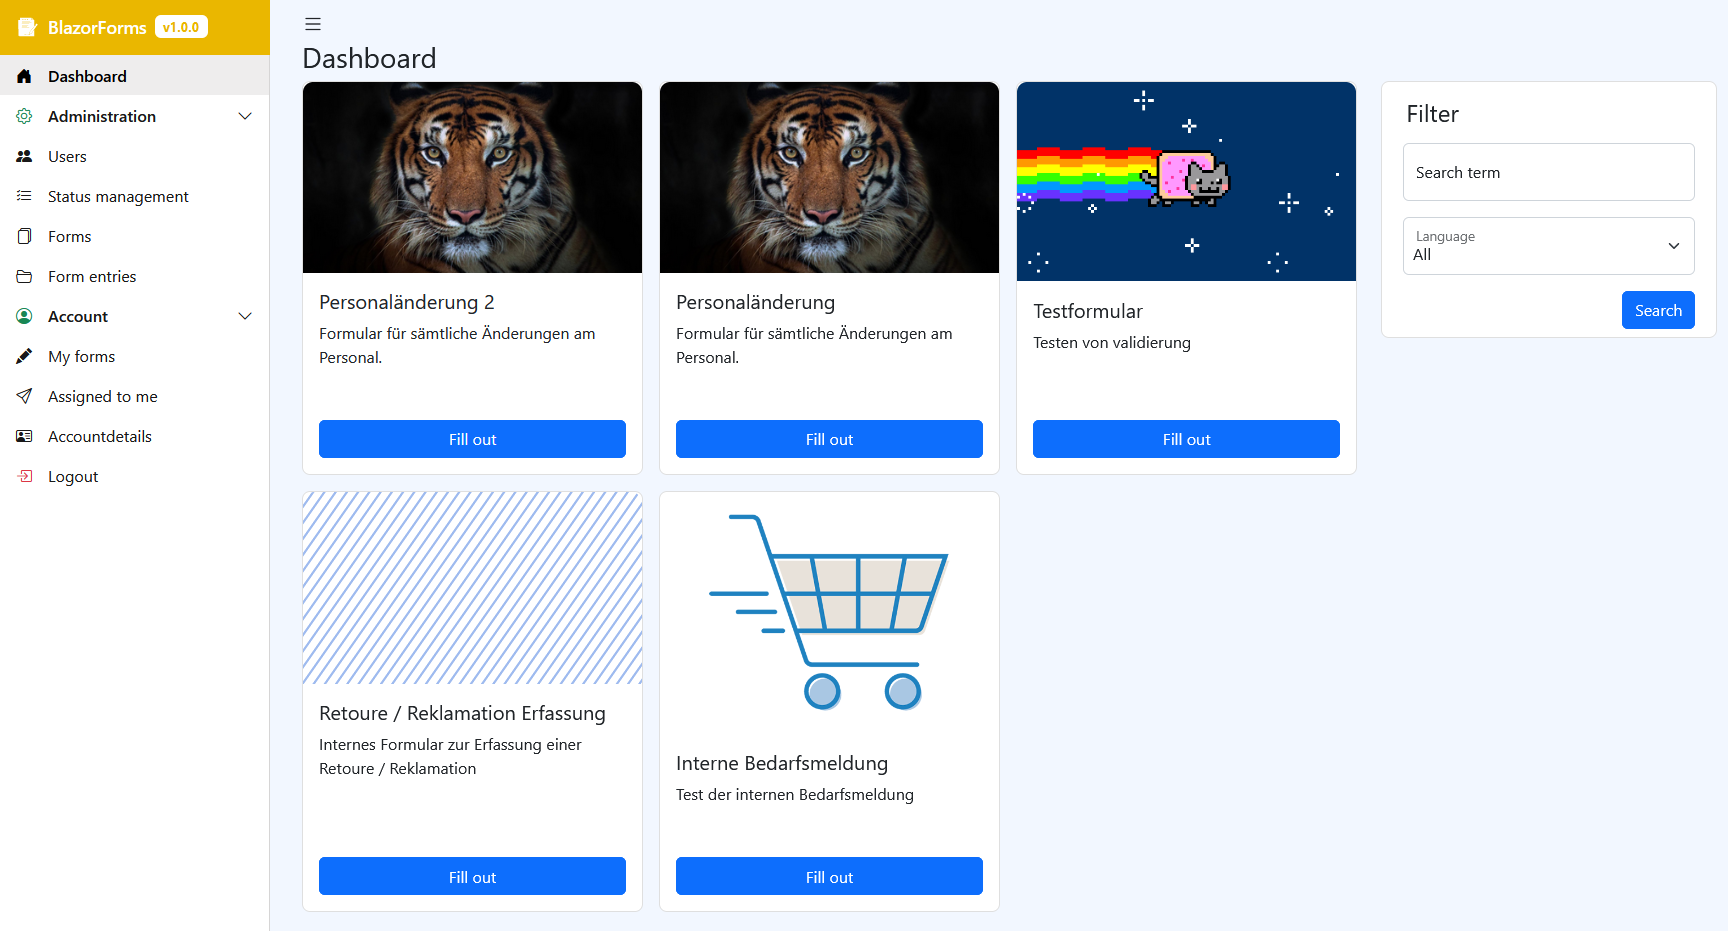 BlazorForms v1.0.0
Dashboard
Administration
Users
Status management
Forms
Form entries
Account
My forms
Assigned to me
Accountdetails
Logout
Dashboard
Personaländerung 2
Formular für sämtliche Änderungen am
Personal.
Fill out
Personaländerung
Formular für sämtliche Änderungen am
Personal.
Fill out
Testformular
Testen von validierung
Fill out
Retoure / Reklamation Erfassung
Internes Formular zur Erfassung einer
Retoure / Reklamation
Fill out
Interne Bedarfsmeldung
Test der internen Bedarfsmeldung
Fill out
Filter
Search term
Language
All
Search